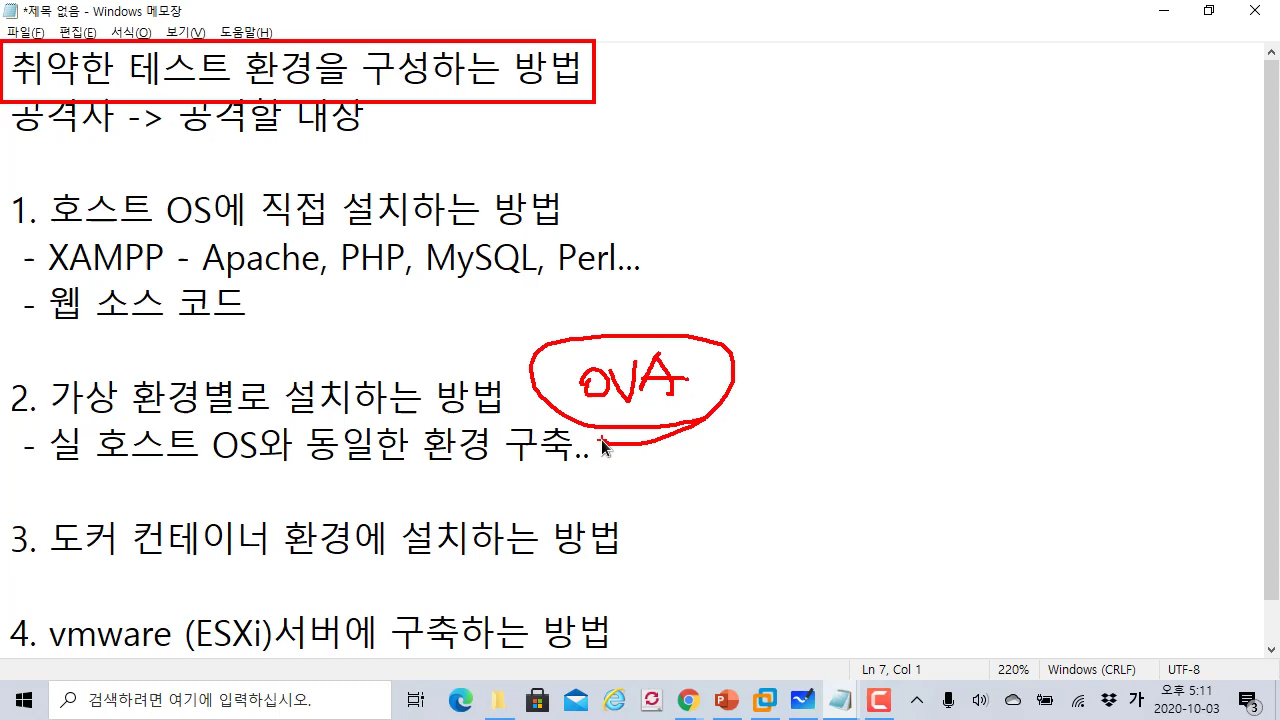 *제목 없음 - Windows 메모장
파일(F) 편집(E) 서식(O) 보기(V) 도움말(H)
취약한 테스트 환경을 구성하는 방법
공격자 -> 공격할 대상
1. 호스트 OS에 직접 설치하는 방법
- XAMPP - Apache, PHP, MySQL, Perl...
- 웹 소스 코드
OVA
2. 가상 환경별로 설치하는 방법
- 실 호스트 OS와 동일한 환경 구축..
3. 도커 컨테이너 환경에 설치하는 방법
4. vmware (ESXi)서버에 구축하는 방법
Ln 7, Col 1 220% Windows (CRLF) UTF-8
검색하려면 여기에 입력하십시오.
가
오후 5:11
2020-10-03
3